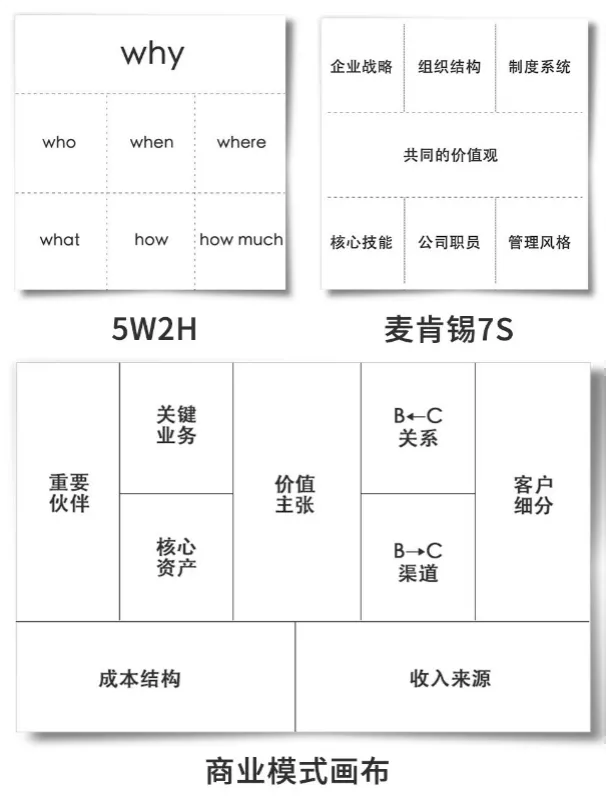 why
who when where
what how how much
5W2H
企业战略 组织结构 制度系统
共同的价值观
核心技能 公司职员 管理风格
麦肯锡7S
重要
伙伴
关键
业务
核心
资产
价值
主张
B←C
关系
B→C
渠道
客户
细分
成本结构
收入来源
商业模式画布